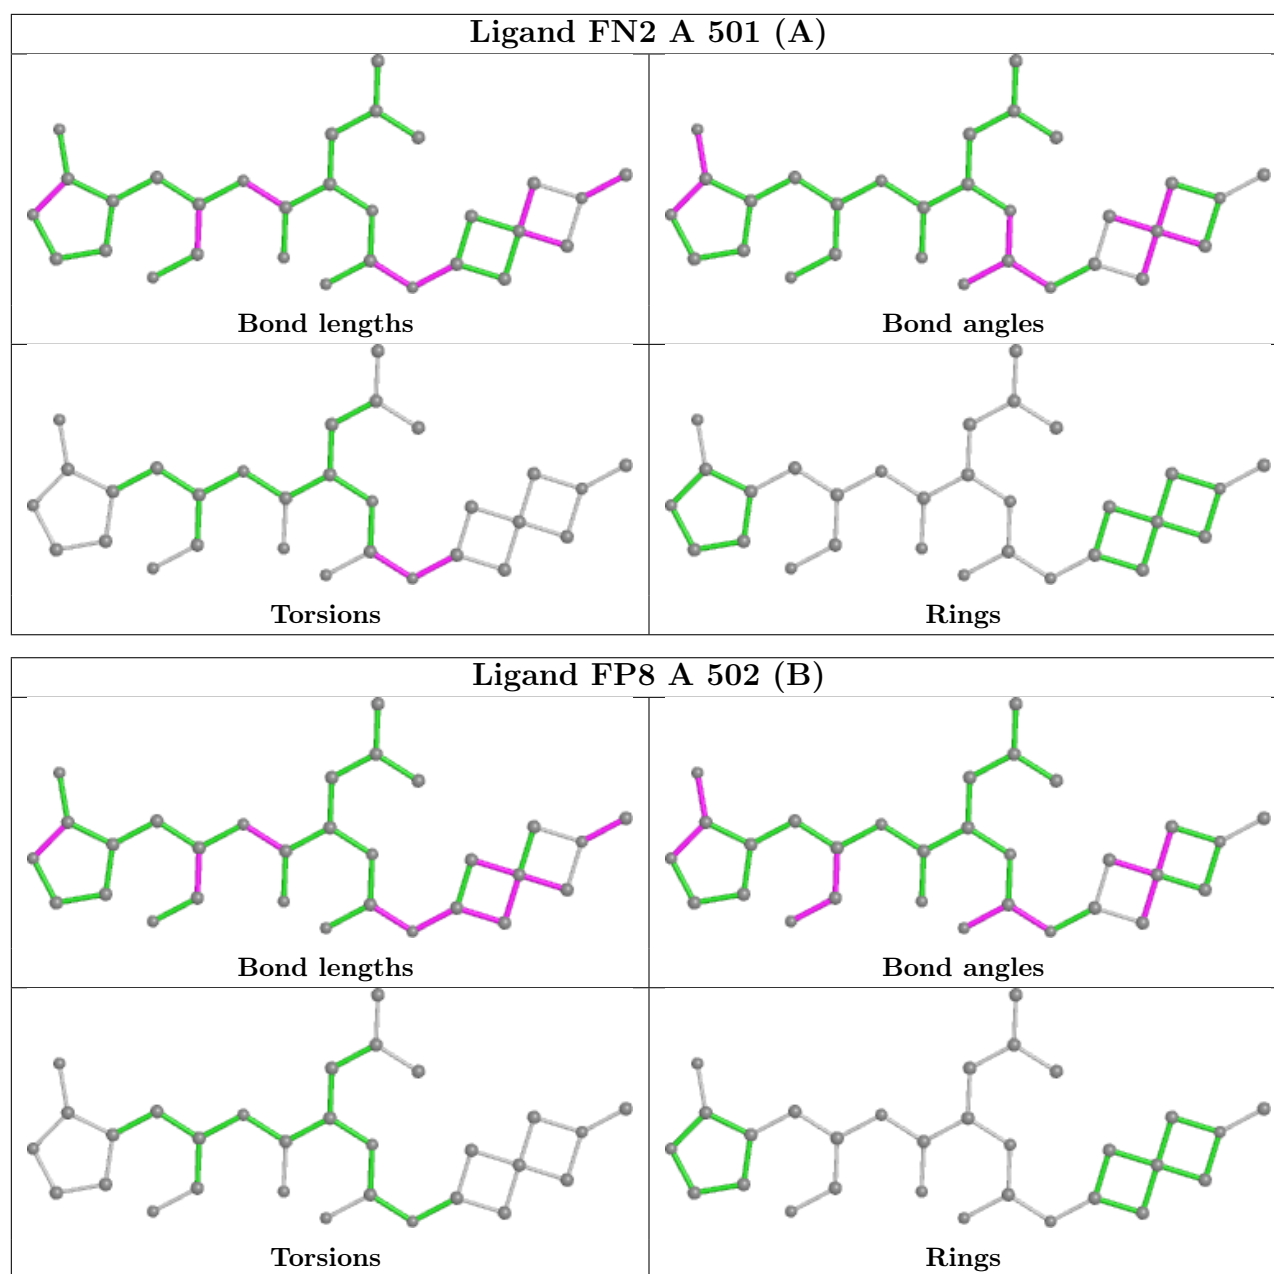 Ligand FN2 A 501 (A)
Bond lengths
Bond angles
Torsions
Rings
Ligand FP8 A 502 (B)
Bond lengths
Bond angles
Torsions
Rings